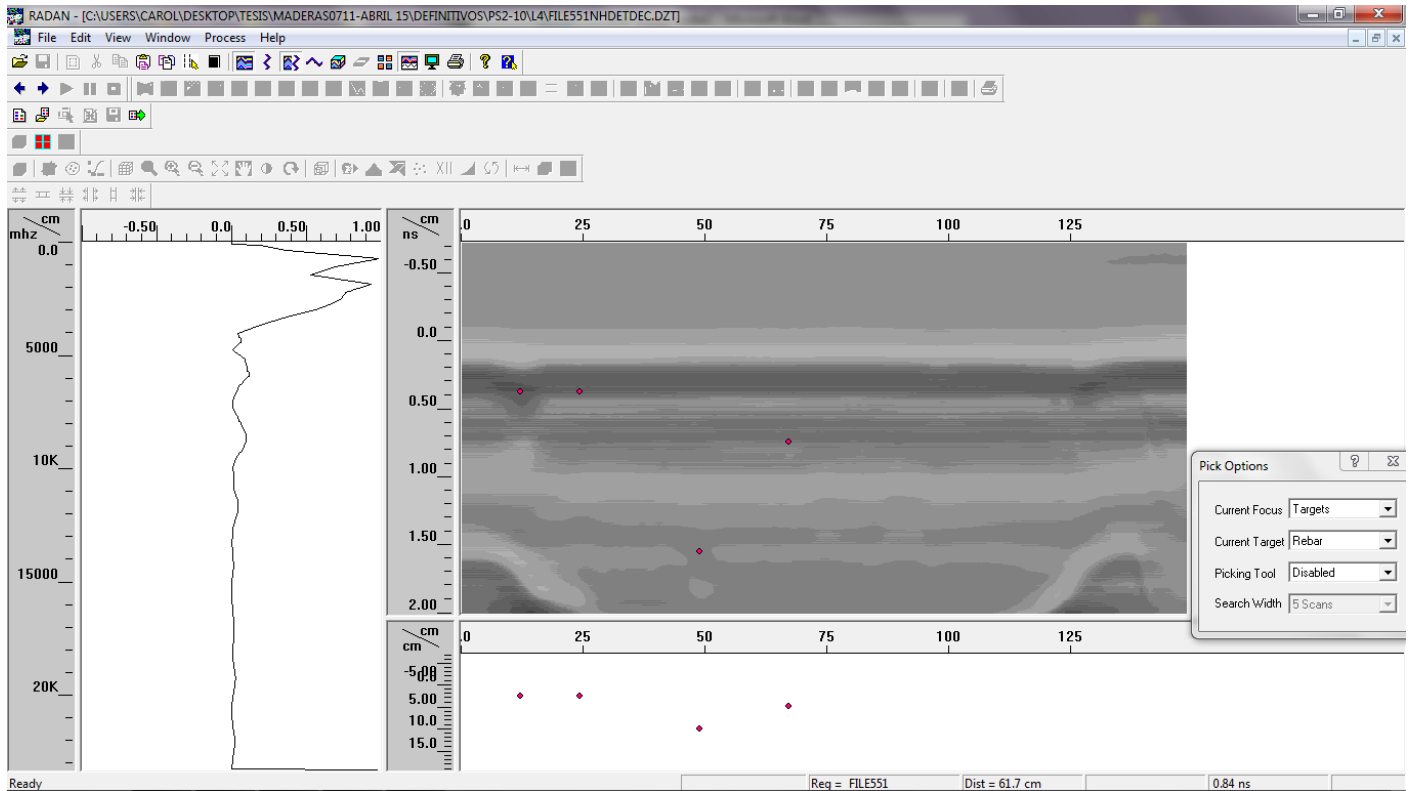 RADAN - [C:\USERS\CAROL\DESKTOP\TESIS\MADERAS0711-ABRIL 15\DEFINITIVOS\PS2-10\L4\FILE551NHDETDEC.DZT]
File Edit View Window Process Help
cm
mhz
-0.50 0.0 0.50 1.00
cm
ns
.0 25 50 75 100 125
0.0
5000
10K
15000
20K
-0.50
0.0
0.50
1.00
1.50
2.00
Pick Options
Current Focus Targets
Current Target Rebar
Picking Tool Disabled
Search Width 5 Scans
cm
cm
.0 25 50 75 100 125
5.00
10.0
15.0
Ready Reg = FILE551 Dist = 61.7 cm 0.84 ns